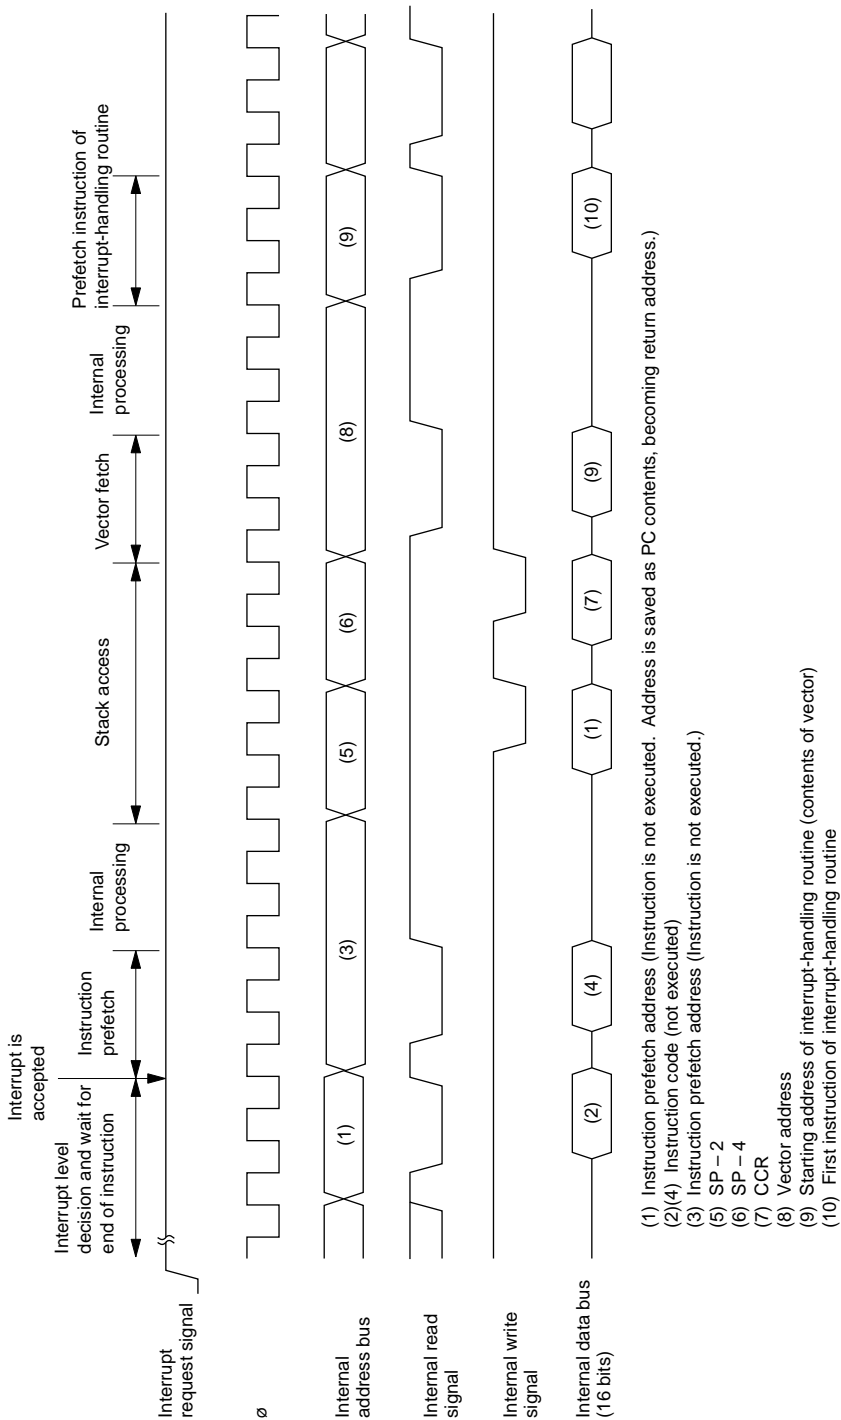 Interrupt is
accepted
Interrupt level
decision and wait for
end of instruction
Instruction
prefetch
Internal
processing
Stack access
Vector fetch
Internal
processing
Prefetch instruction of
interrupt-handling routine
Interrupt
request signal
ø
Internal
address bus
(1)
(3)
(5)
(6)
(8)
(9)
Internal read
signal
Internal write
signal
Internal data bus
(16 bits)
(2)
(4)
(1)
(7)
(9)
(10)
(1) Instruction prefetch address (Instruction is not executed. Address is saved as PC contents, becoming return address.)
(2)(4) Instruction code (not executed)
(3) Instruction prefetch address (Instruction is not executed.)
(5) SP – 2
(6) SP – 4
(7) CCR
(8) Vector address
(9) Starting address of interrupt-handling routine (contents of vector)
(10) First instruction of interrupt-handling routine